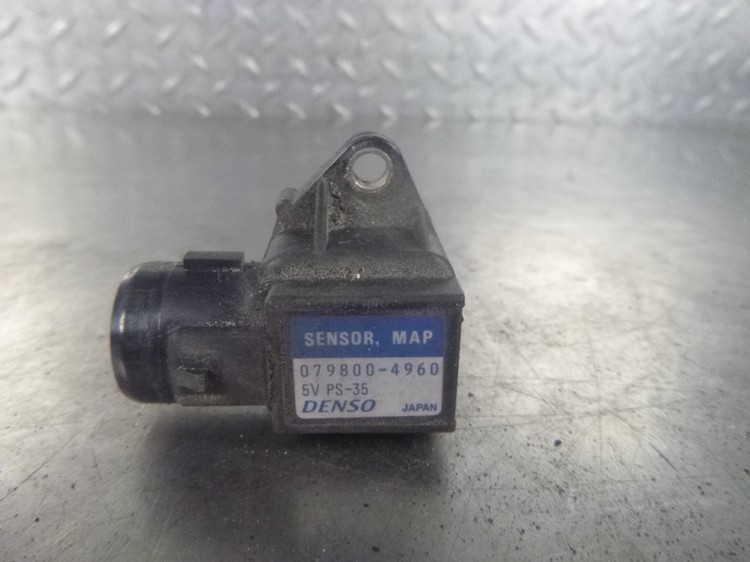 SENSOR, MAP
079800-4960
5V PS-35
DENSO JAPAN